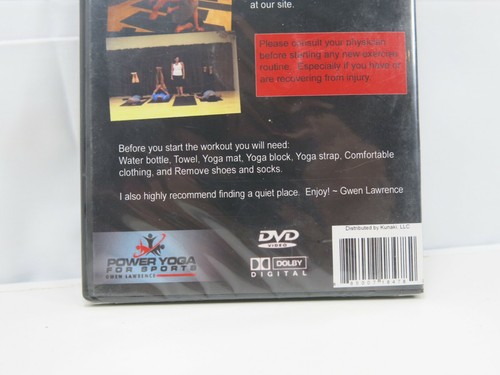 at our site.
Please consult your physician
before starting any new exercise
routine. Especially if you have or
are recovering from injury.
Before you start the workout you will need:
Water bottle, Towel, Yoga mat, Yoga block, Yoga strap, Comfortable
clothing, and Remove shoes and socks.
I also highly recommend finding a quiet place. Enjoy! ~ Gwen Lawrence
POWER YOGA
FOR SPORTS
GWEN LAWRENCE
DVD
VIDEO
DOLBY
DIGITAL
Distributed by Kunaki, LLC